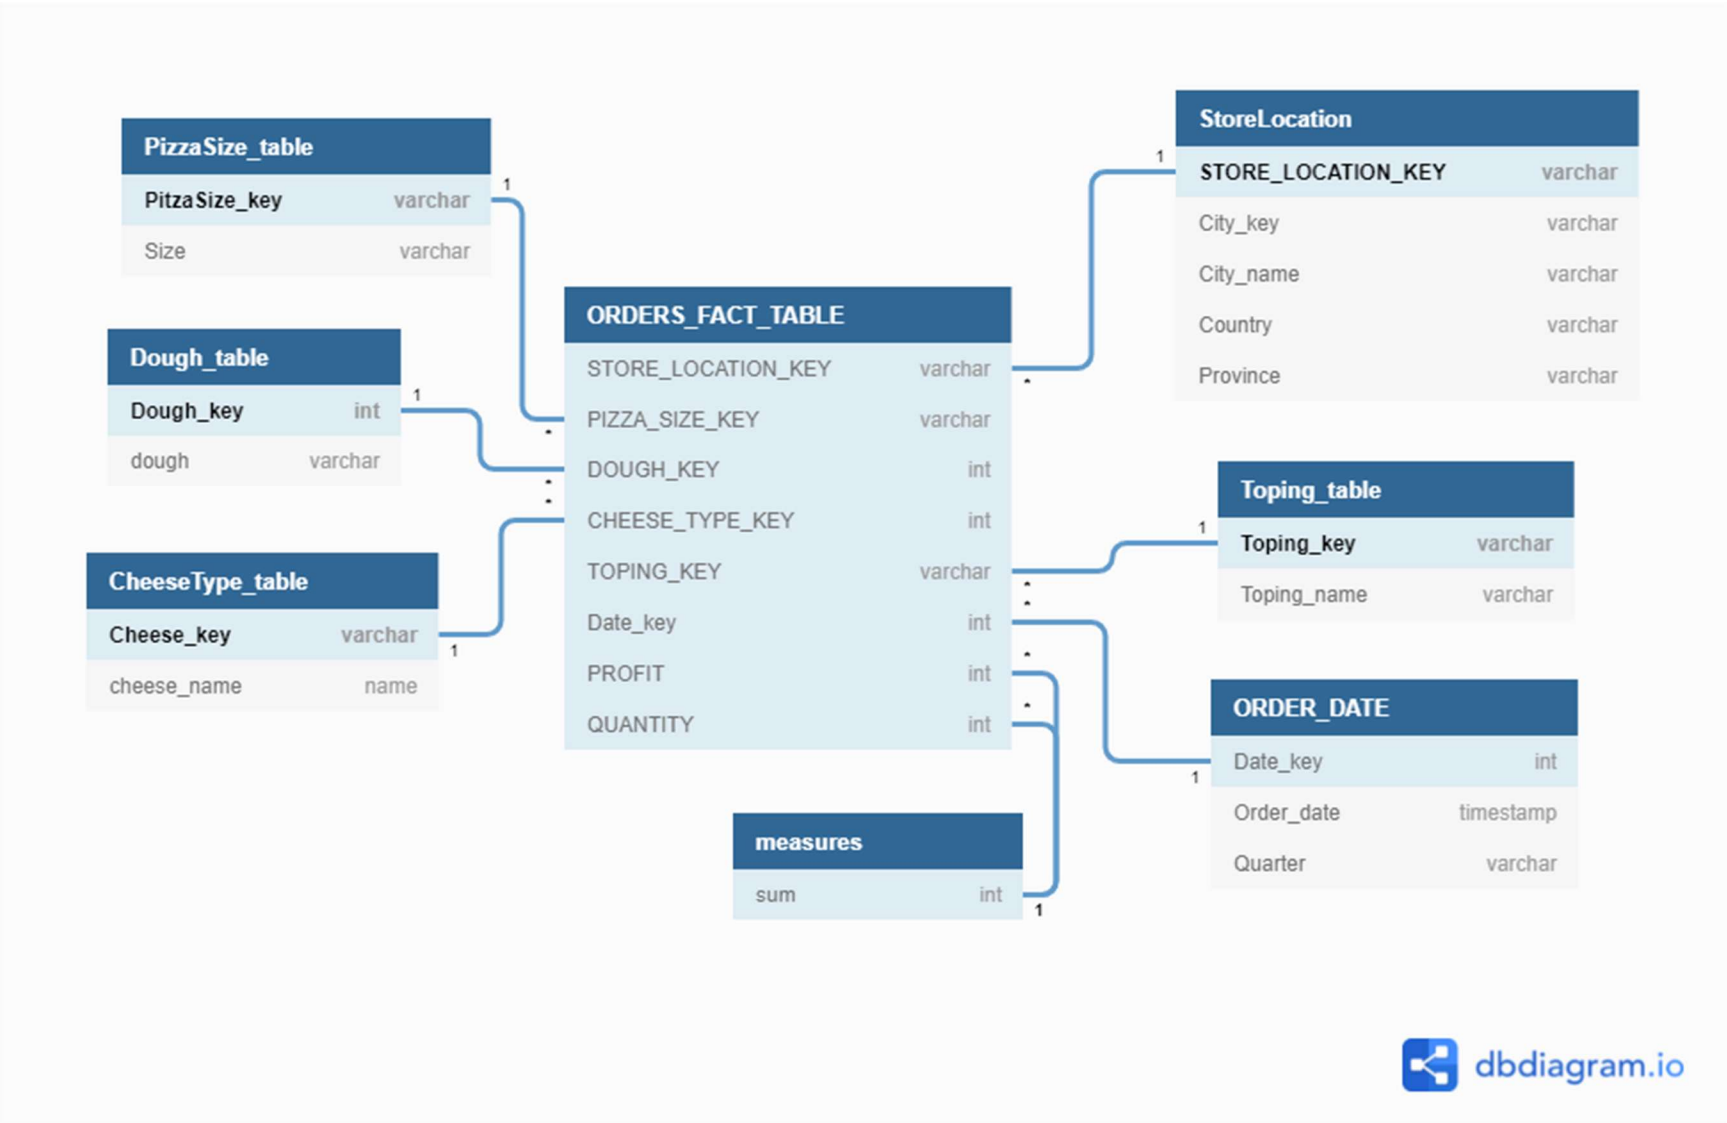 PizzaSize_table
PitzaSize_key varchar
Size varchar
Dough_table
Dough_key int
dough varchar
CheeseType_table
Cheese_key varchar
cheese_name name
ORDERS_FACT_TABLE
STORE_LOCATION_KEY varchar
PIZZA_SIZE_KEY varchar
DOUGH_KEY int
CHEESE_TYPE_KEY int
TOPING_KEY varchar
Date_key int
PROFIT int
QUANTITY int
measures
sum int
StoreLocation
STORE_LOCATION_KEY varchar
City_key varchar
City_name varchar
Country varchar
Province varchar
Toping_table
Toping_key varchar
Toping_name varchar
ORDER_DATE
Date_key int
Order_date timestamp
Quarter varchar
1
*
1
*
1
*
1
*
1
*
1
*
1
*
*
dbdiagram.io